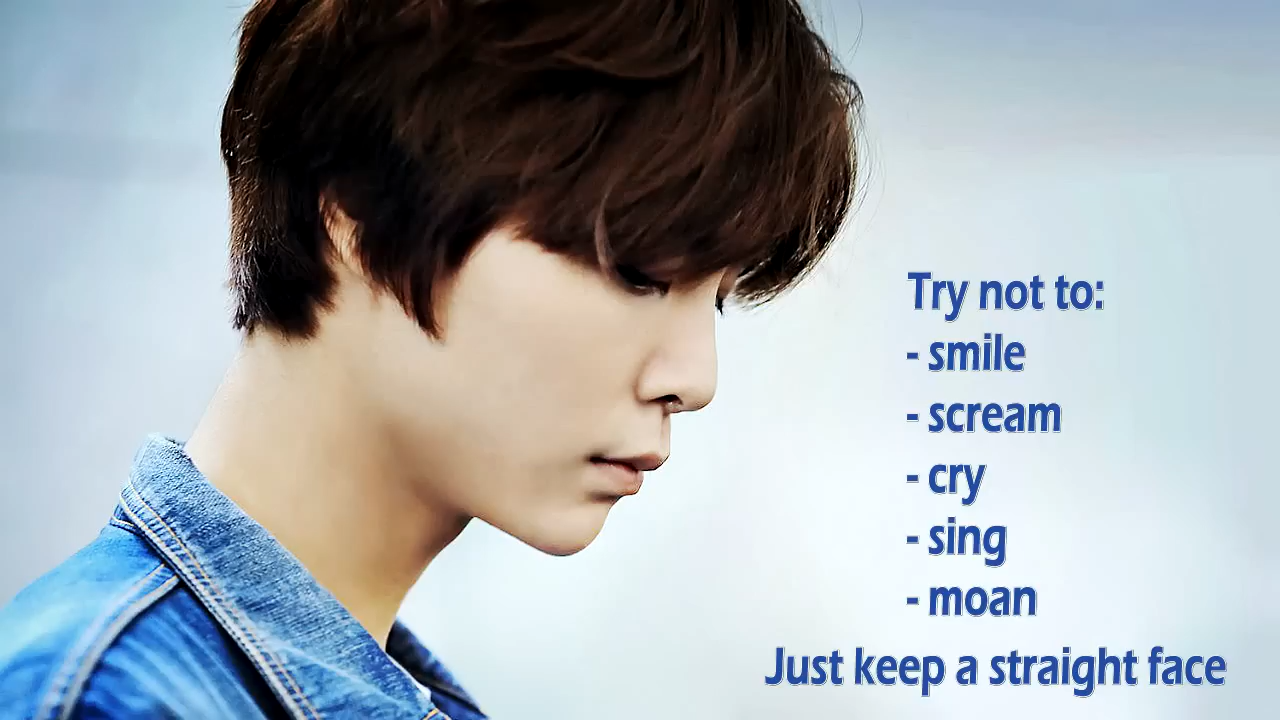 Try not to:
- smile
- scream
- cry
- sing
- moan
Just keep a straight face